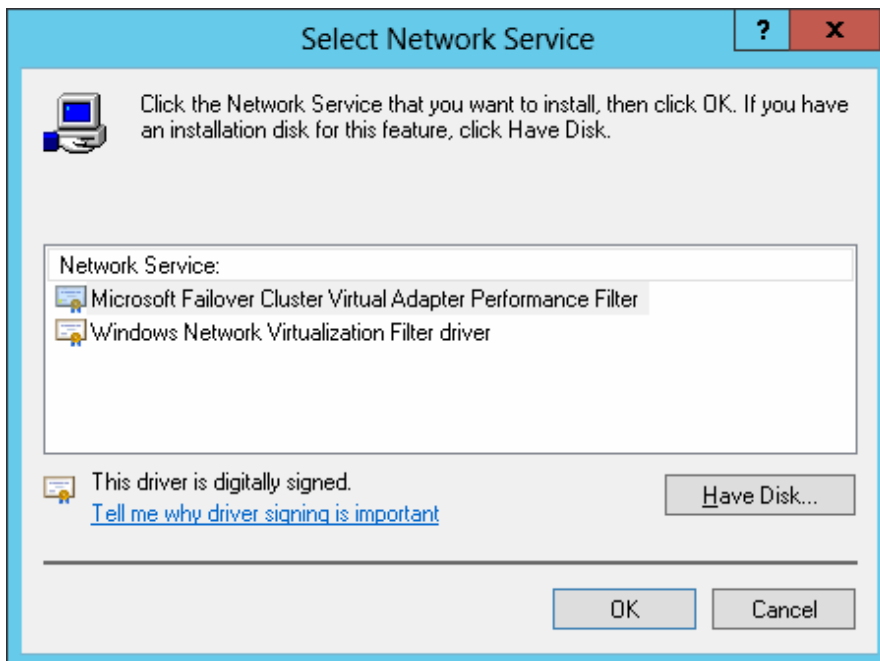 Select Network Service
?
x
Click the Network Service that you want to install, then click OK. If you have
an installation disk for this feature, click Have Disk.
Network Service:
Microsoft Failover Cluster Virtual Adapter Performance Filter
Windows Network Virtualization Filter driver
This driver is digitally signed.
Tell me why driver signing is important
Have Disk...
OK
Cancel